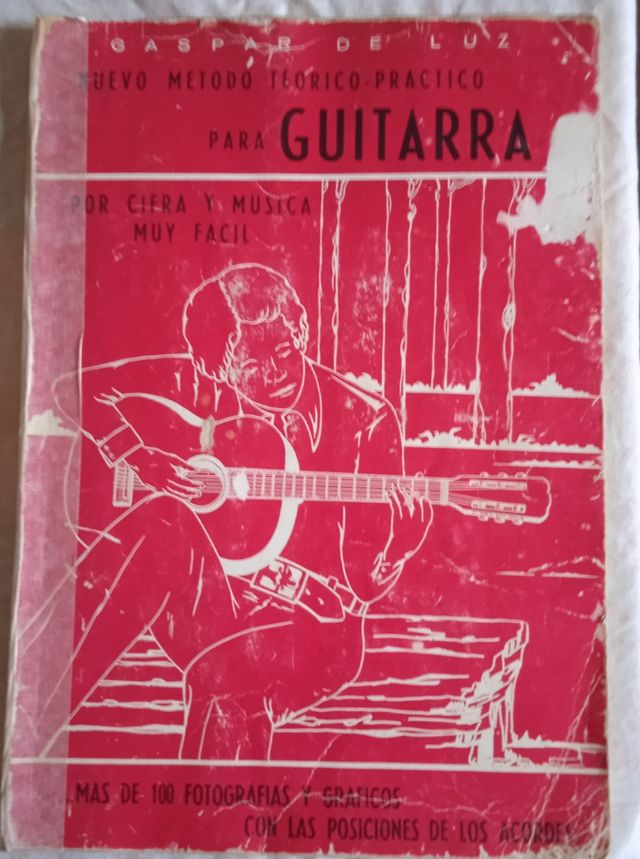 GASPAR DE LUZ
NUEVO METODO TEORICO-PRACTICO
PARA GUITARRA
POR CIFRA Y MUSICA
MUY FACIL
..MAS DE 100 FOTOGRAFIAS Y GRAFICOS
CON LAS POSICIONES DE LOS ACORDES..